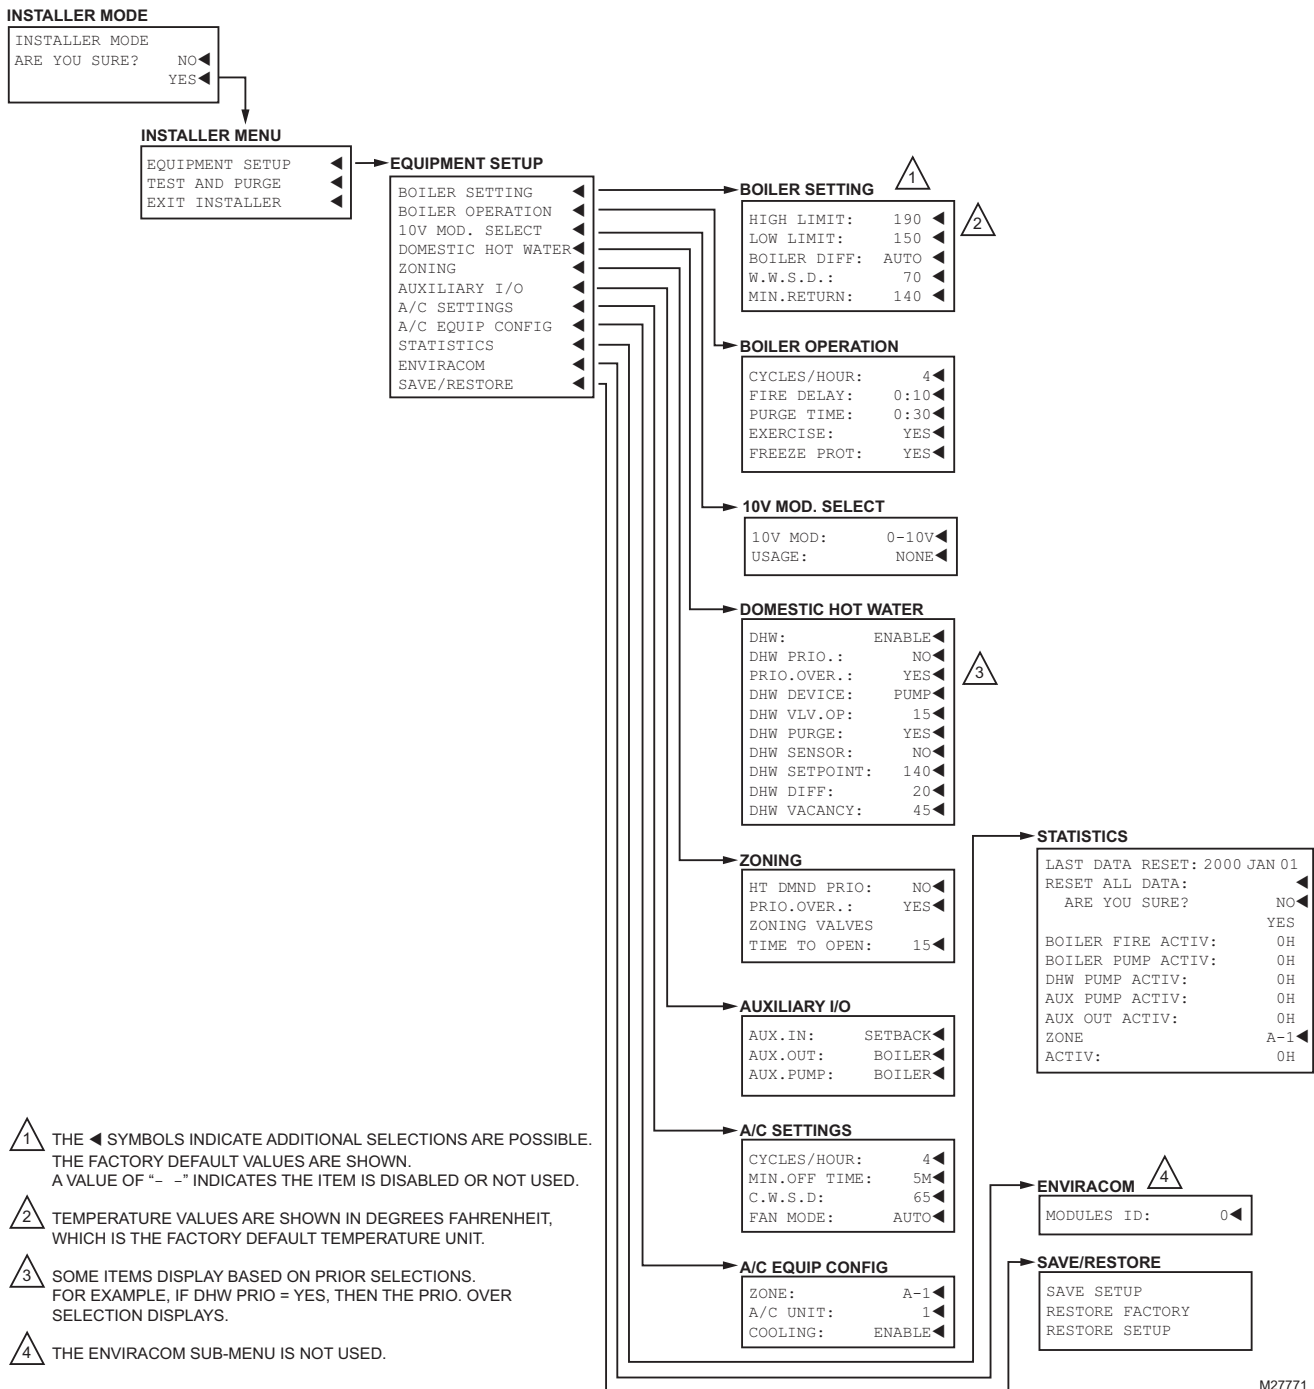 INSTALLER MODE
INSTALLER MODE
ARE YOU SURE? NO◀
YES◀
INSTALLER MENU
EQUIPMENT SETUP ◀
TEST AND PURGE ◀
EXIT INSTALLER ◀
EQUIPMENT SETUP
BOILER SETTING ◀
BOILER OPERATION ◀
10V MOD. SELECT ◀
DOMESTIC HOT WATER◀
ZONING ◀
AUXILIARY I/O ◀
A/C SETTINGS ◀
A/C EQUIP CONFIG ◀
STATISTICS ◀
ENVIRACOM ◀
SAVE/RESTORE ◀
BOILER SETTING 1
HIGH LIMIT: 190 ◀ 2
LOW LIMIT: 150 ◀
BOILER DIFF: AUTO ◀
W.W.S.D.: 70 ◀
MIN.RETURN: 140 ◀
BOILER OPERATION
CYCLES/HOUR: 4◀
FIRE DELAY: 0:10◀
PURGE TIME: 0:30◀
EXERCISE: YES◀
FREEZE PROT: YES◀
10V MOD. SELECT
10V MOD: 0-10V◀
USAGE: NONE◀
DOMESTIC HOT WATER
DHW: ENABLE◀
DHW PRIO.: NO◀
PRIO.OVER.: YES◀ 3
DHW DEVICE: PUMP◀
DHW VLV.OP: 15◀
DHW PURGE: YES◀
DHW SENSOR: NO◀
DHW SETPOINT: 140◀
DHW DIFF: 20◀
DHW VACANCY: 45◀
ZONING
HT DMND PRIO: NO◀
PRIO.OVER.: YES◀
ZONING VALVES
TIME TO OPEN: 15◀
AUXILIARY I/O
AUX.IN: SETBACK◀
AUX.OUT: BOILER◀
AUX.PUMP: BOILER◀
A/C SETTINGS
CYCLES/HOUR: 4◀
MIN.OFF TIME: 5M◀
C.W.S.D: 65◀
FAN MODE: AUTO◀
A/C EQUIP CONFIG
ZONE: A-1◀
A/C UNIT: 1◀
COOLING: ENABLE◀
STATISTICS
LAST DATA RESET: 2000 JAN 01
RESET ALL DATA: ◀
ARE YOU SURE? NO◀
YES
BOILER FIRE ACTIV: 0H
BOILER PUMP ACTIV: 0H
DHW PUMP ACTIV: 0H
AUX PUMP ACTIV: 0H
AUX OUT ACTIV: 0H
ZONE A-1◀
ACTIV: 0H
ENVIRACOM 4
MODULES ID: 0◀
SAVE/RESTORE
SAVE SETUP
RESTORE FACTORY
RESTORE SETUP
1 THE ◀ SYMBOLS INDICATE ADDITIONAL SELECTIONS ARE POSSIBLE.
THE FACTORY DEFAULT VALUES ARE SHOWN.
A VALUE OF “- -” INDICATES THE ITEM IS DISABLED OR NOT USED.
2 TEMPERATURE VALUES ARE SHOWN IN DEGREES FAHRENHEIT,
WHICH IS THE FACTORY DEFAULT TEMPERATURE UNIT.
3 SOME ITEMS DISPLAY BASED ON PRIOR SELECTIONS.
FOR EXAMPLE, IF DHW PRIO = YES, THEN THE PRIO. OVER
SELECTION DISPLAYS.
4 THE ENVIRACOM SUB-MENU IS NOT USED.
M27771